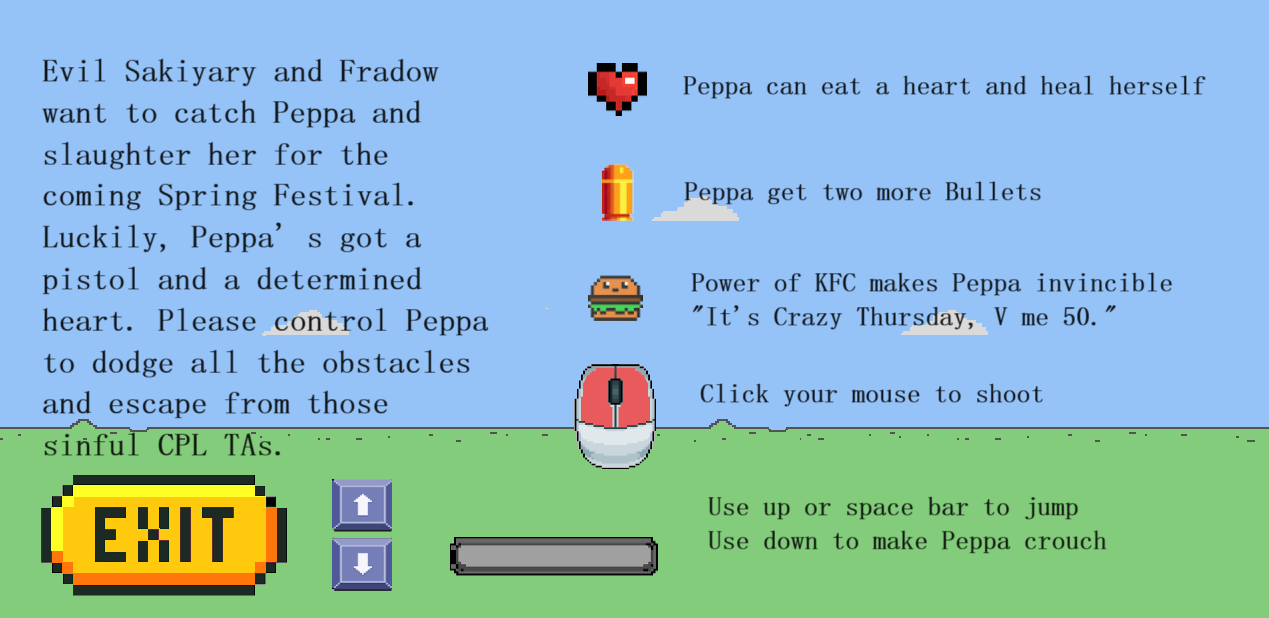 Evil Sakiyary and Fradow
want to catch Peppa and
slaughter her for the
coming Spring Festival.
Luckily, Peppa’ s got a
pistol and a determined
heart. Please control Peppa
to dodge all the obstacles
and escape from those
sinful CPL TAs.
EXIT
Peppa can eat a heart and heal herself
Peppa get two more Bullets
Power of KFC makes Peppa invincible
"It's Crazy Thursday, V me 50."
Click your mouse to shoot
Use up or space bar to jump
Use down to make Peppa crouch